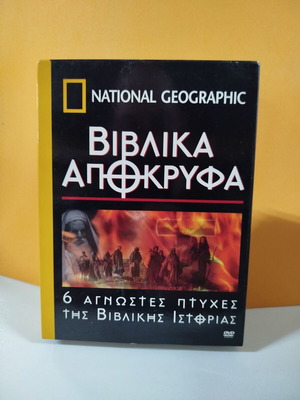 NATIONAL GEOGRAPHIC
ΒΙΒΛΙΚΑ
ΑΠΟΚΡΥΦΑ
6 ΑΓΝΩΣΤΕΣ ΠΤΥΧΕΣ
ΤΗΣ ΒΙΒΛΙΚΗΣ ΙΣΤΟΡΙΑΣ
DVD